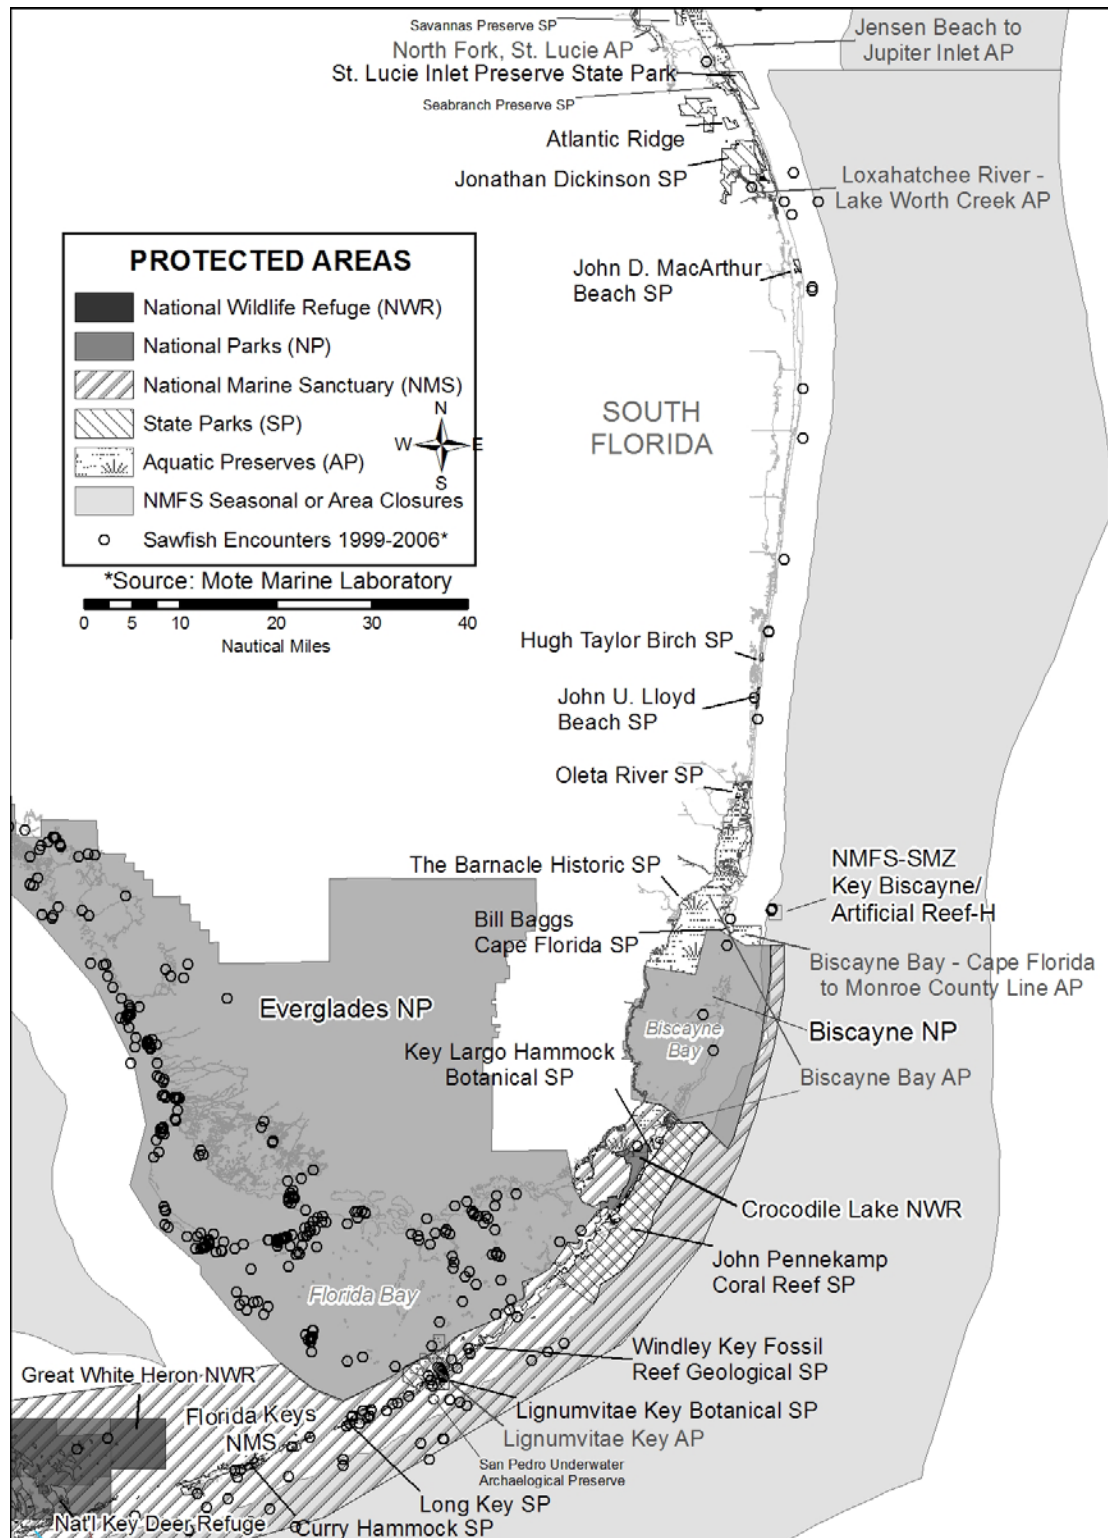 Savannas Preserve SP
North Fork, St. Lucie AP
Jensen Beach to
Jupiter Inlet AP
St. Lucie Inlet Preserve State Park
Seabranch Preserve SP
Atlantic Ridge
Jonathan Dickinson SP
Loxahatchee River -
Lake Worth Creek AP
PROTECTED AREAS
National Wildlife Refuge (NWR)
National Parks (NP)
National Marine Sanctuary (NMS)
State Parks (SP)
Aquatic Preserves (AP)
NMFS Seasonal or Area Closures
Sawfish Encounters 1999-2006*
N
W E
S
*Source: Mote Marine Laboratory
0 5 10 20 30 40
Nautical Miles
John D. MacArthur
Beach SP
SOUTH
FLORIDA
Hugh Taylor Birch SP
John U. Lloyd
Beach SP
Oleta River SP
The Barnacle Historic SP
NMFS-SMZ
Key Biscayne/
Artificial Reef-H
Bill Baggs
Cape Florida SP
Biscayne Bay - Cape Florida
to Monroe County Line AP
Everglades NP
Biscayne
Bay
Biscayne NP
Key Largo Hammock
Botanical SP
Biscayne Bay AP
Crocodile Lake NWR
John Pennekamp
Coral Reef SP
Florida Bay
Windley Key Fossil
Reef Geological SP
Great White Heron NWR
Florida Keys
NMS
Lignumvitae Key Botanical SP
Lignumvitae Key AP
San Pedro Underwater
Archaelogical Preserve
Long Key SP
Nat'l Key Deer Refuge
Curry Hammock SP